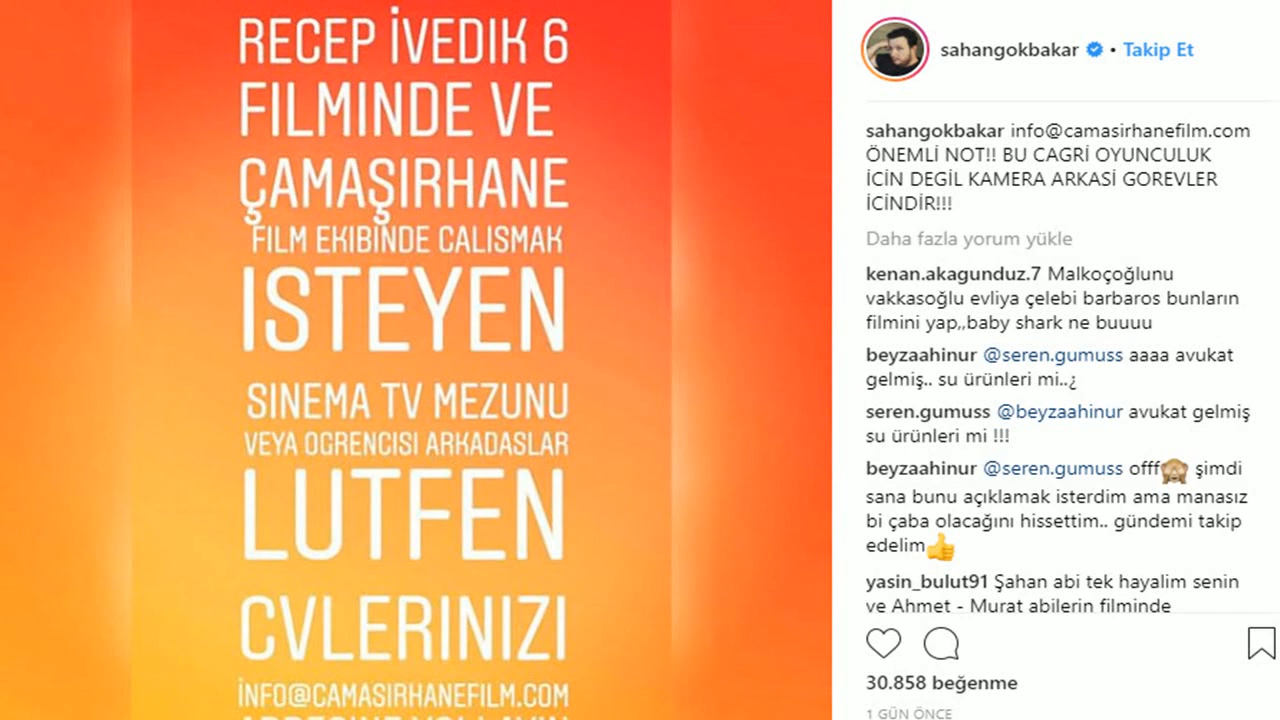 RECEP İVEDIK 6
FILMINDE VE
ÇAMAŞIRHANE
FILM EKIBINDE CALISMAK
ISTEYEN
SINEMA TV MEZUNU
VEYA OGRENCISI ARKADASLAR
LUTFEN
CVLERINIZI
İNFO@CAMASIRHANEFILM.COM
sahangokbakar • Takip Et
sahangokbakar info@camasirhanefilm.com
ÖNEMLİ NOT!! BU CAGRİ OYUNCULUK
İCİN DEGİL KAMERA ARKASİ GOREVLER
İCİNDİR!!!
Daha fazla yorum yükle
kenan.akagunduz.7 Malkoçoğlunu
vakkasoğlu evliya çelebi barbaros bunların
filmini yap,,baby shark ne buuuu
beyzaahinur @seren.gumuss aaaa avukat
gelmiş.. su ürünleri mi..¿
seren.gumuss @beyzaahinur avukat gelmiş
su ürünleri mi !!!
beyzaahinur @seren.gumuss offf🙈 şimdi
sana bunu açıklamak isterdim ama manasız
bi çaba olacağını hissettim.. gündemi takip
edelim👍
yasin_bulut91 Şahan abi tek hayalim senin
ve Ahmet - Murat abilerin filminde
30.858 beğenme
1 GÜN ÖNCE